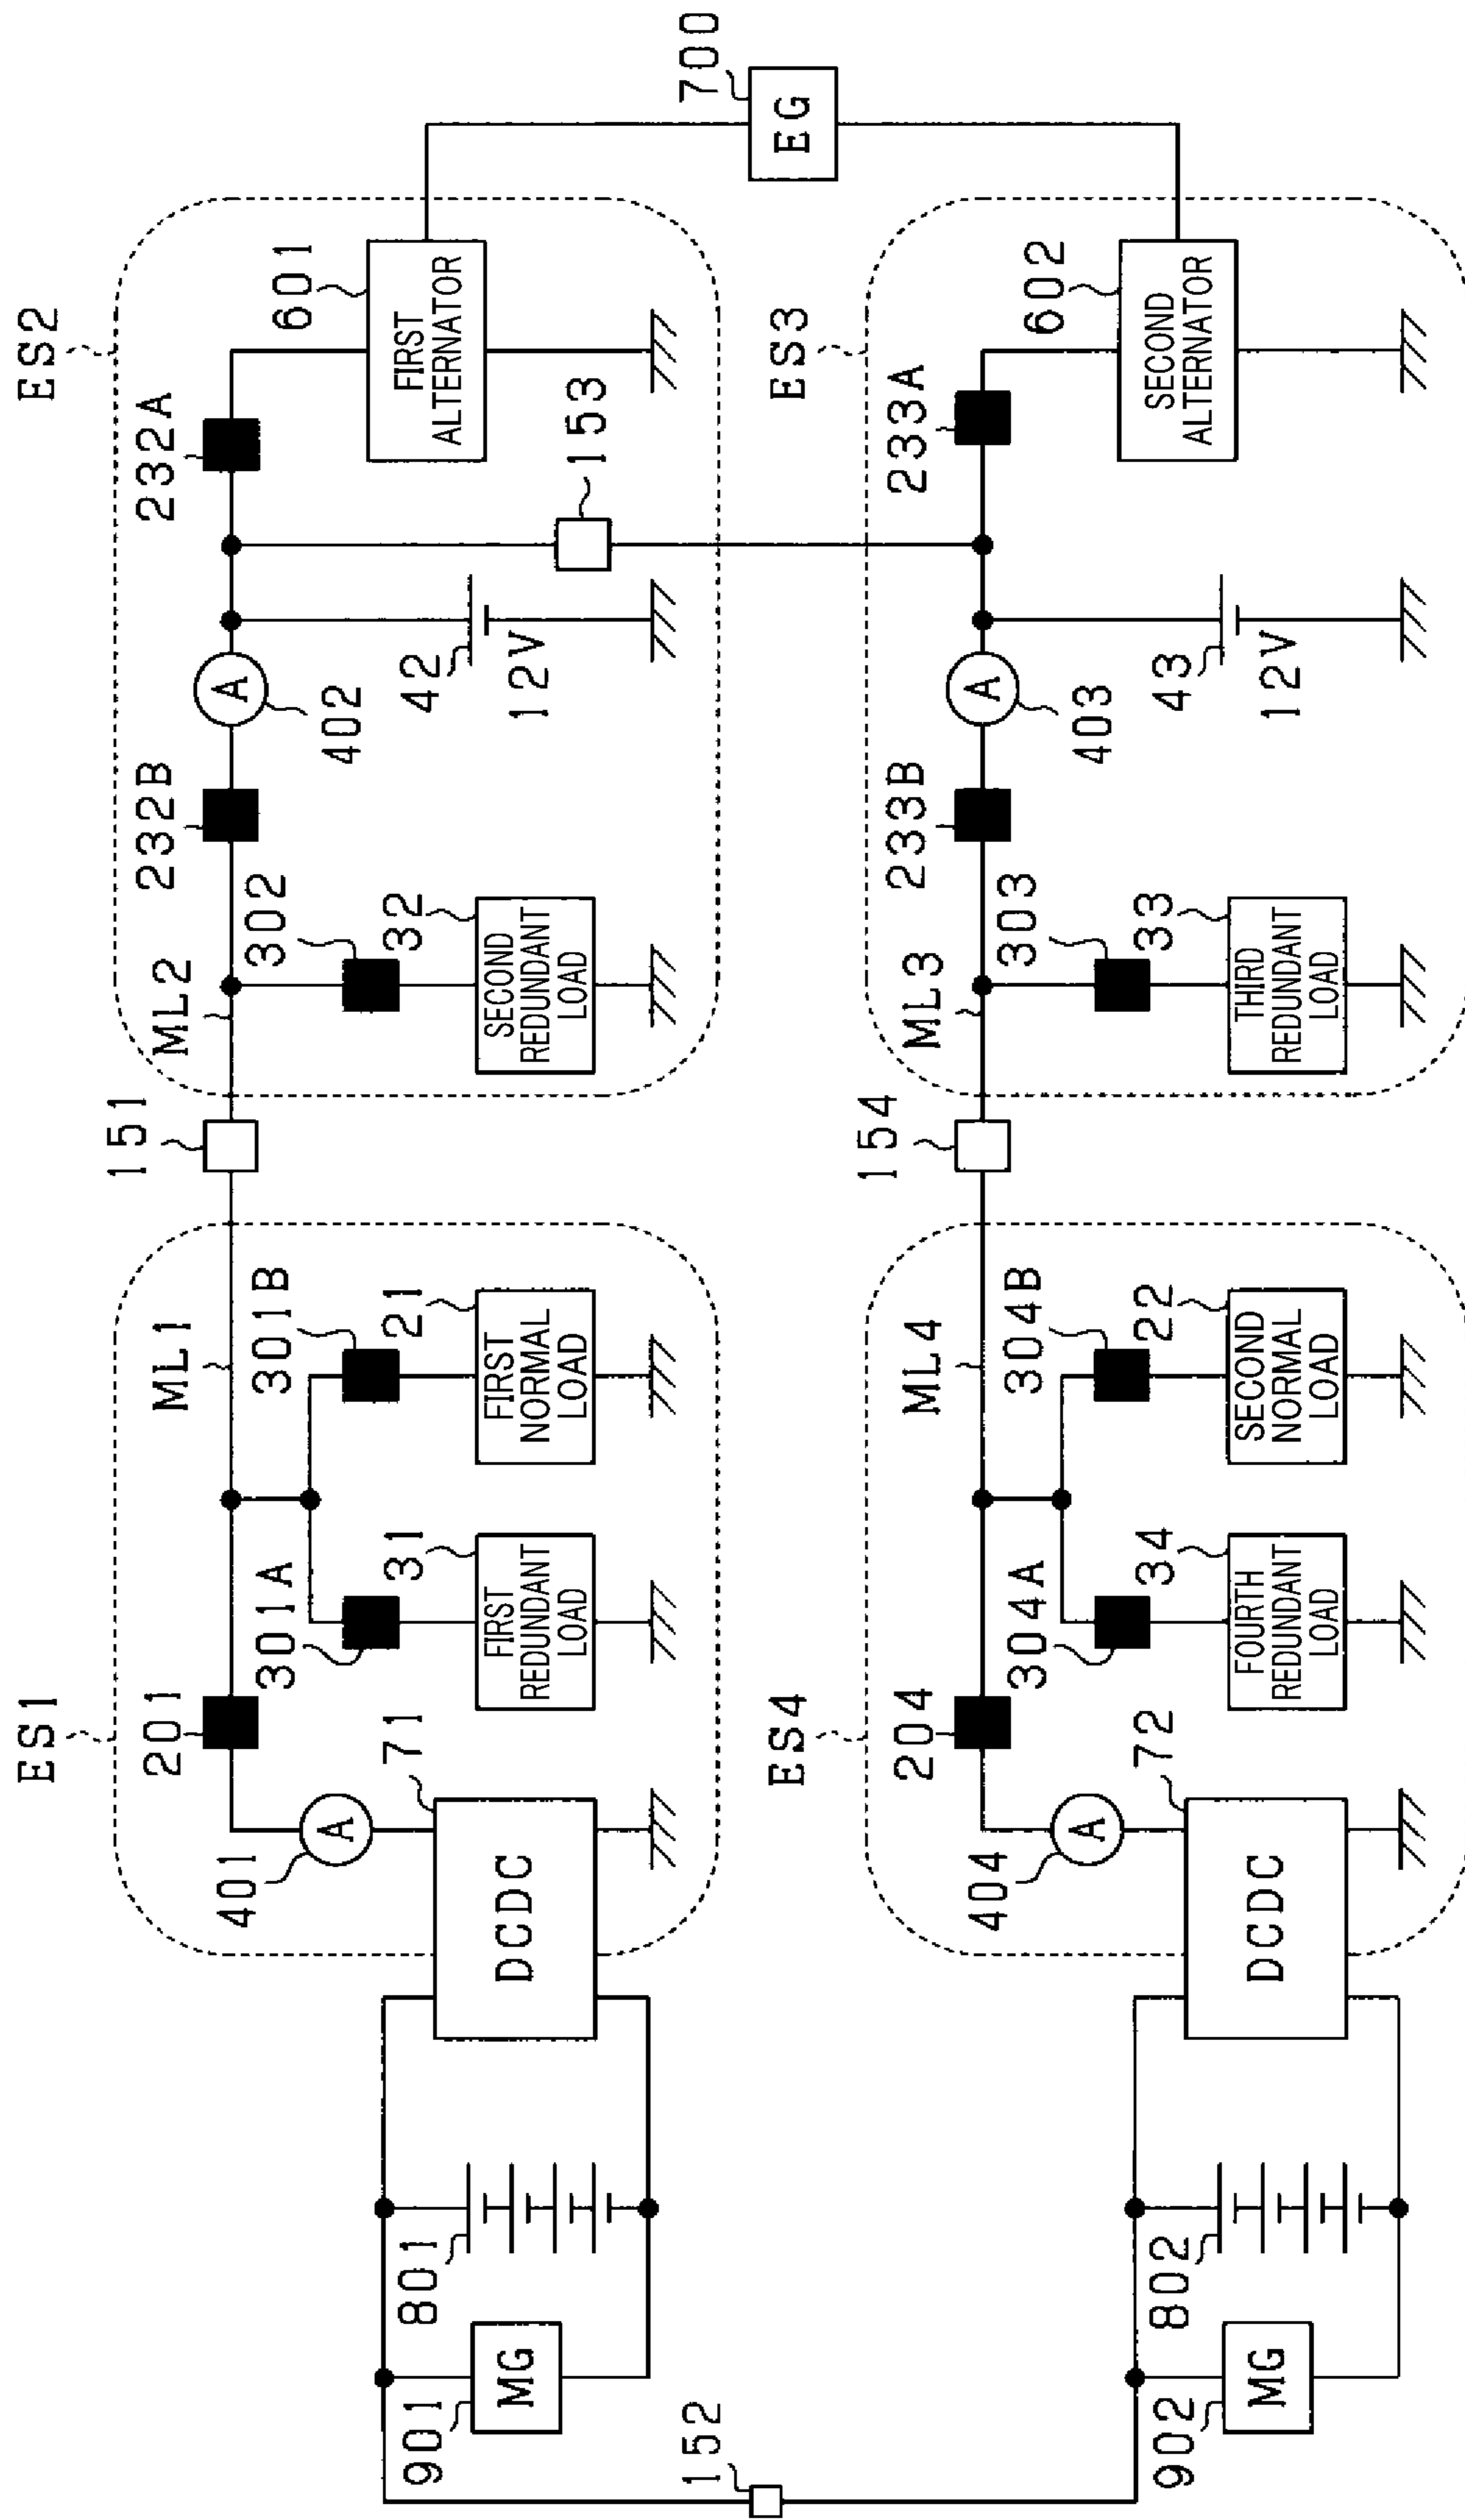 ES1
ES2
201
ML1
151
ML2
232B
232A
401
A
301A
301B
302
A
402
601
71
31
21
32
42
12V
153
FIRST
ALTERNATOR
DCDC
FIRST
REDUNDANT
LOAD
FIRST
NORMAL
LOAD
SECOND
REDUNDANT
LOAD
901
MG
801
152
700
EG
ES4
ES3
204
ML4
154
ML3
233B
233A
404
A
304A
304B
303
A
403
602
72
34
22
33
43
12V
SECOND
ALTERNATOR
DCDC
FOURTH
REDUNDANT
LOAD
SECOND
NORMAL
LOAD
THIRD
REDUNDANT
LOAD
902
MG
802